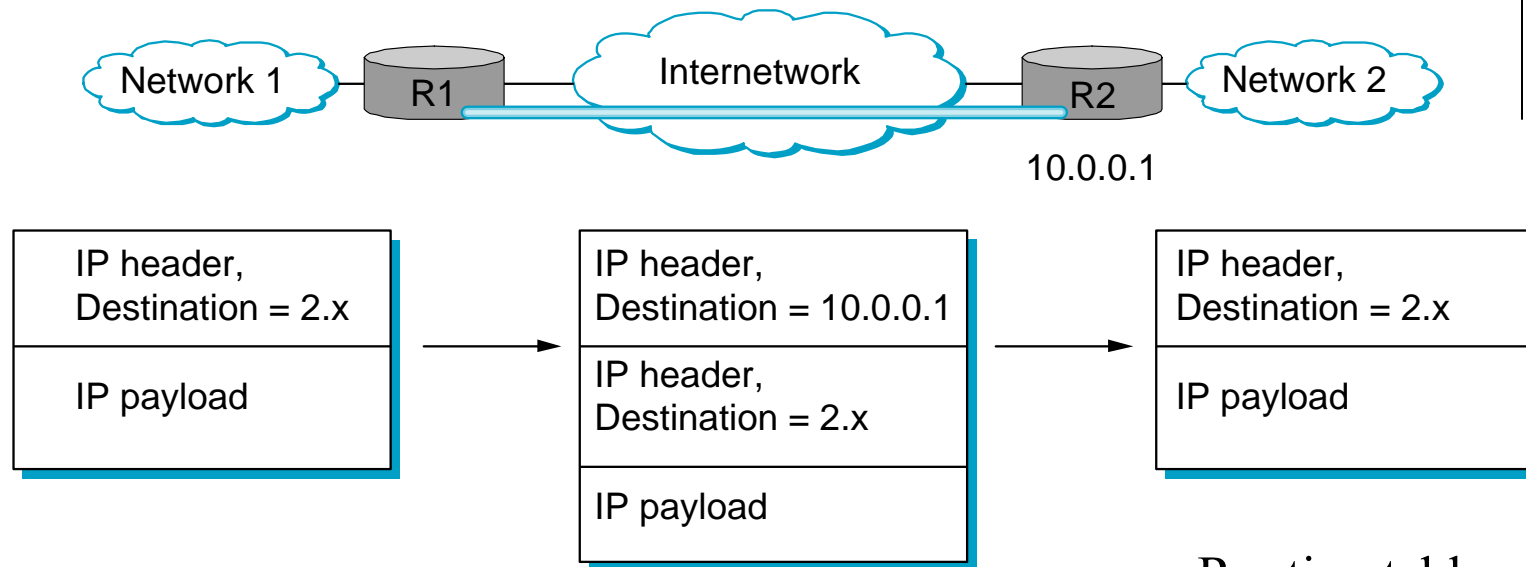 Network 1
R1
Internetwork
R2
Network 2
10.0.0.1
IP header,
Destination = 2.x
IP payload
IP header,
Destination = 10.0.0.1
IP header,
Destination = 2.x
IP payload
IP header,
Destination = 2.x
IP payload